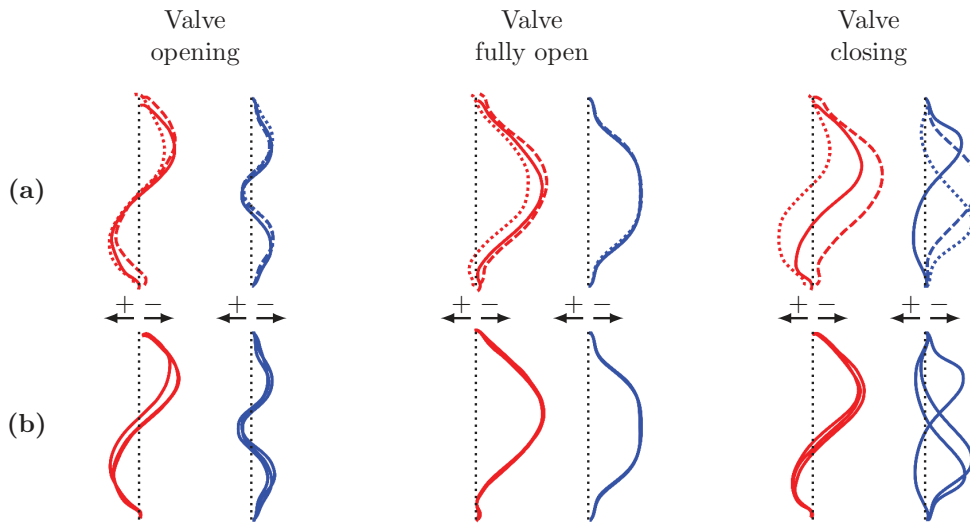 Valve
opening
Valve
fully open
Valve
closing
(a)
+ − + −
+ − + −
+ − + −
(b)